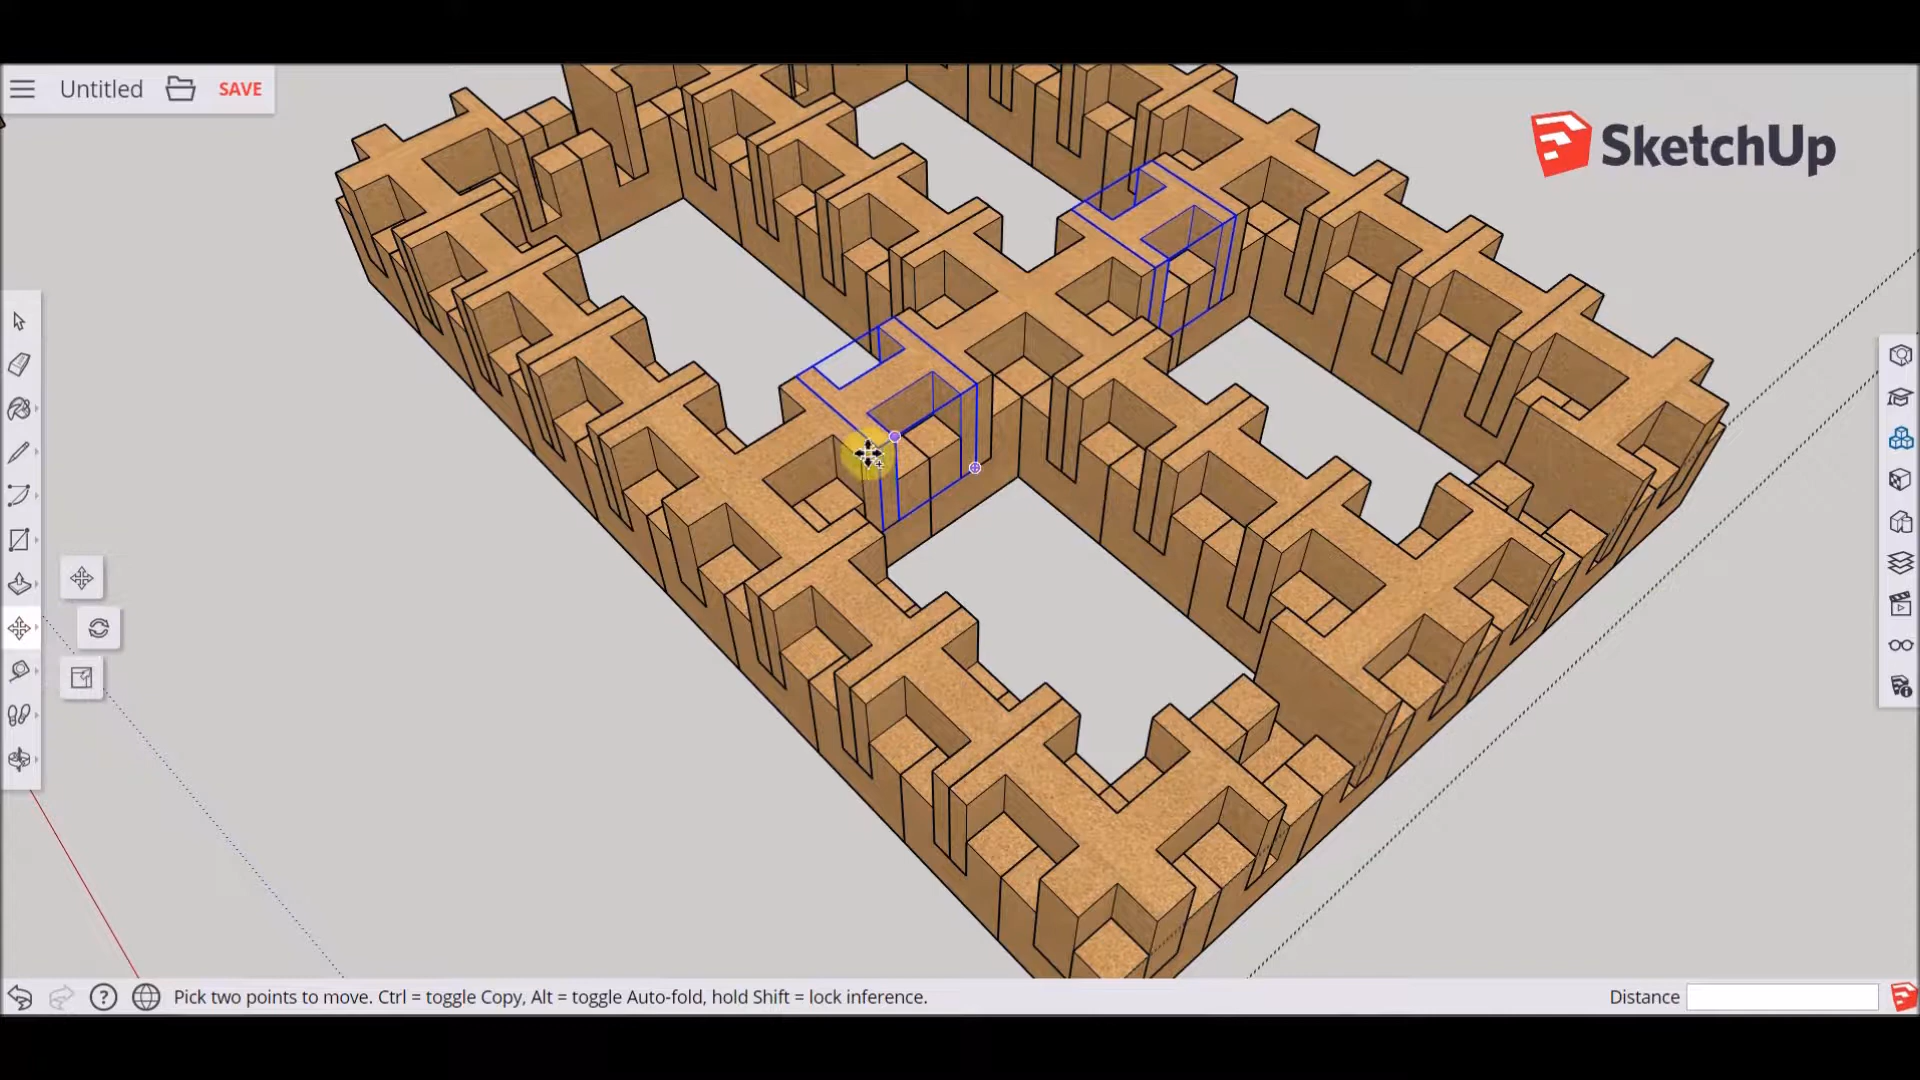 Untitled
SAVE
SketchUp
Pick two points to move. Ctrl = toggle Copy, Alt = toggle Auto-fold, hold Shift = lock inference.
Distance